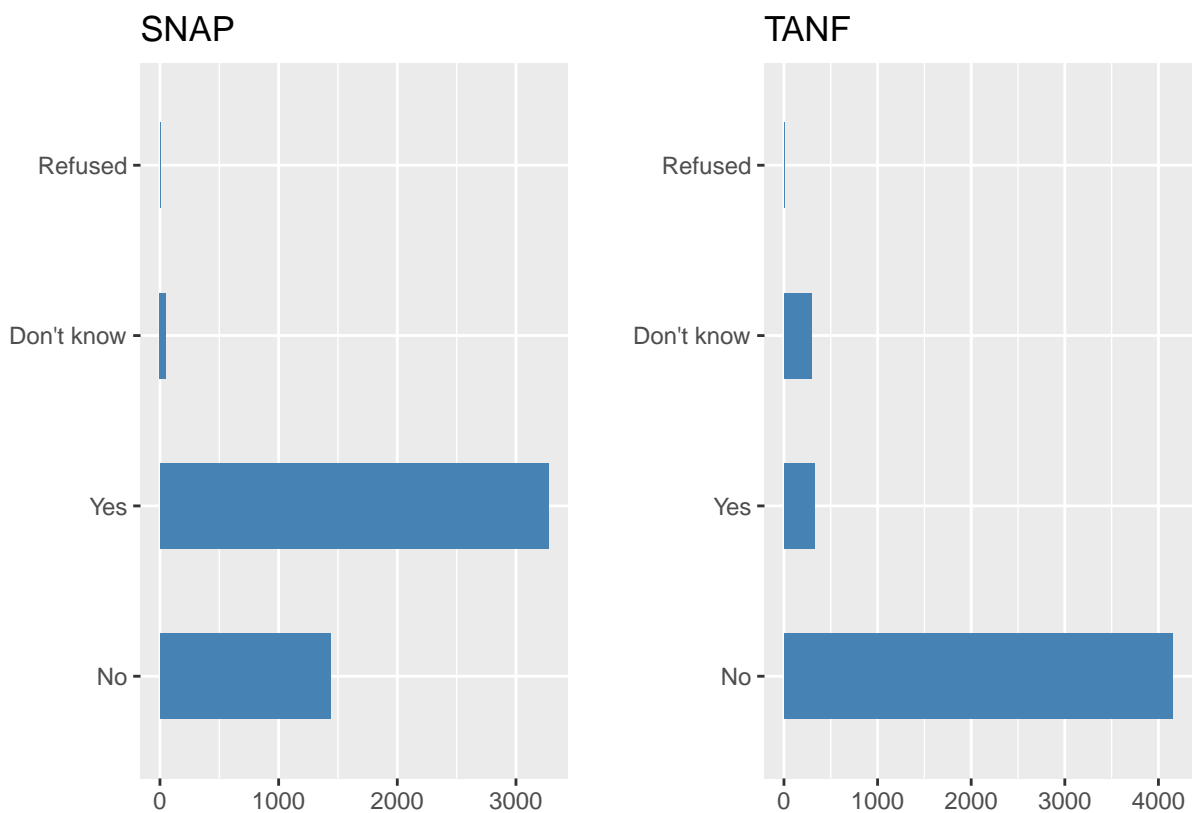 SNAP
Refused
Don't know
Yes
No
0 1000 2000 3000
TANF
Refused
Don't know
Yes
No
0 1000 2000 3000 4000